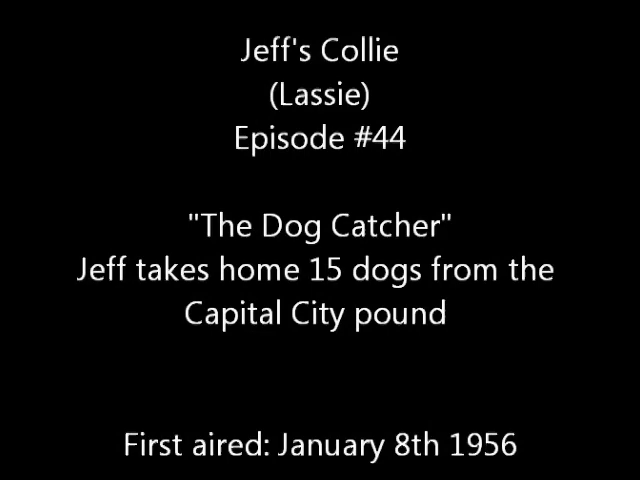 Jeff's Collie
(Lassie)
Episode #44
"The Dog Catcher"
Jeff takes home 15 dogs from the
Capital City pound
First aired: January 8th 1956